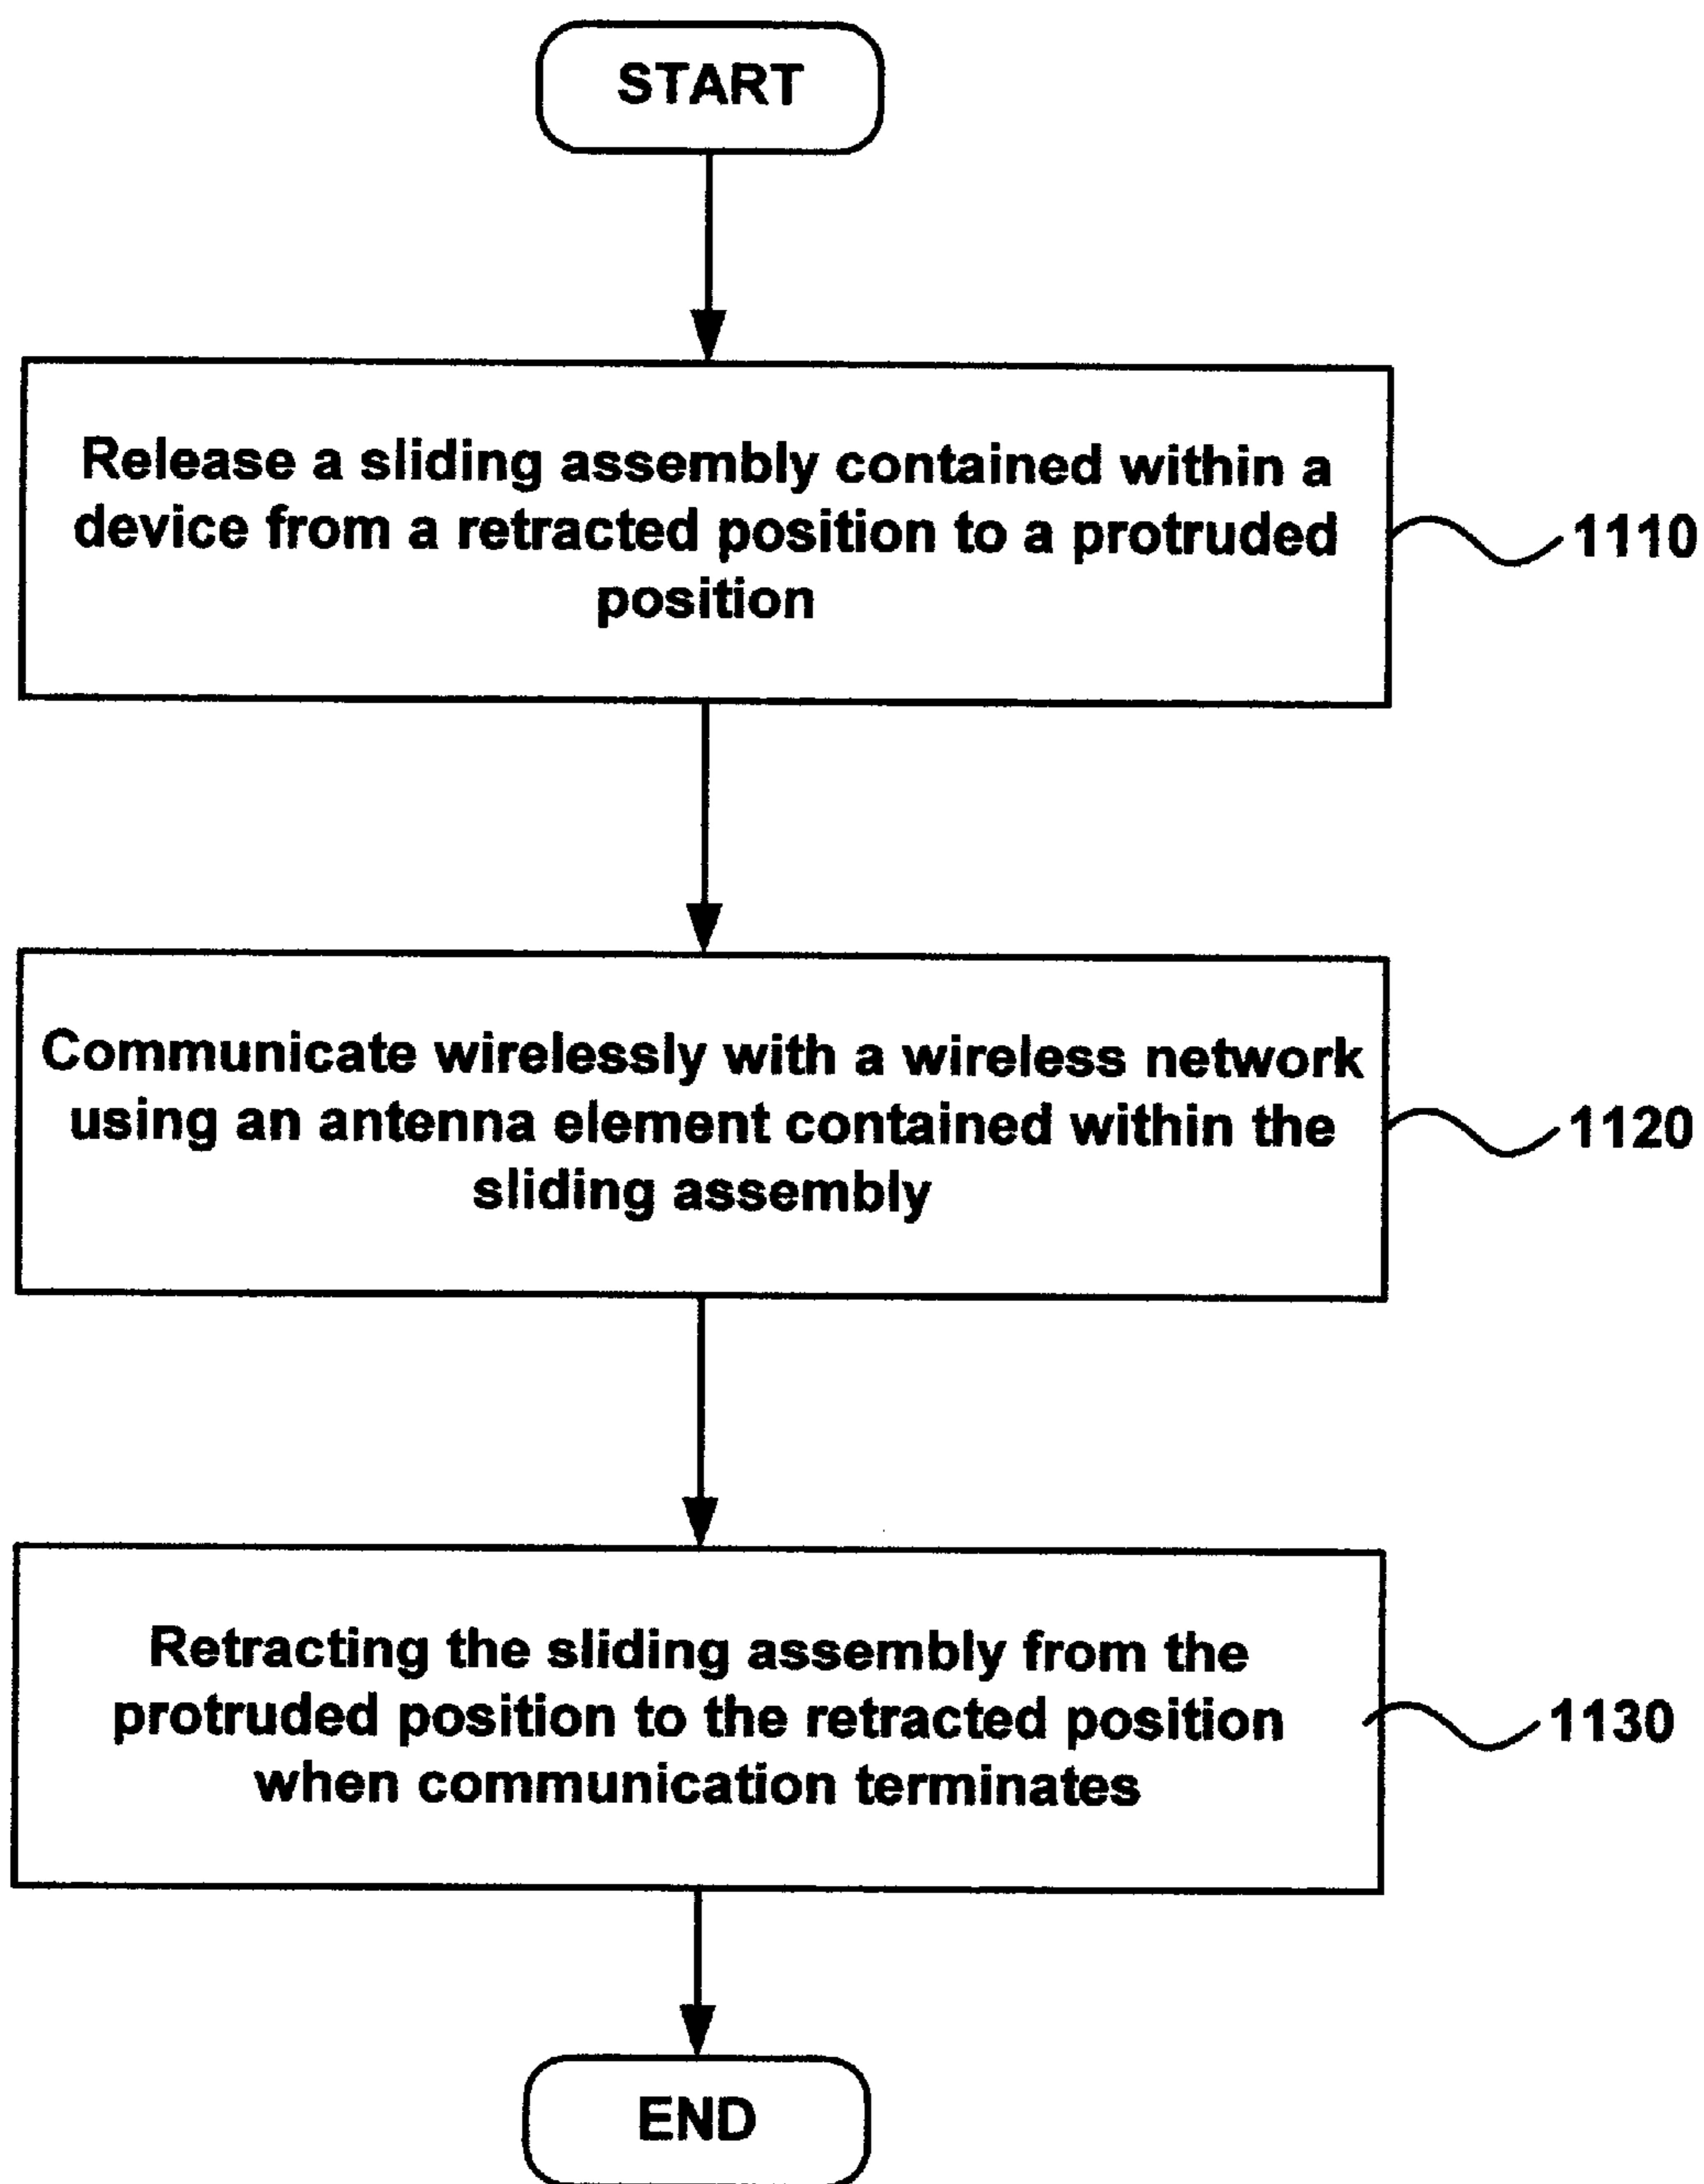 START
Release a sliding assembly contained within a
device from a retracted position to a protruded
position
1110
Communicate wirelessly with a wireless network
using an antenna element contained within the
sliding assembly
1120
Retracting the sliding assembly from the
protruded position to the retracted position
when communication terminates
1130
END